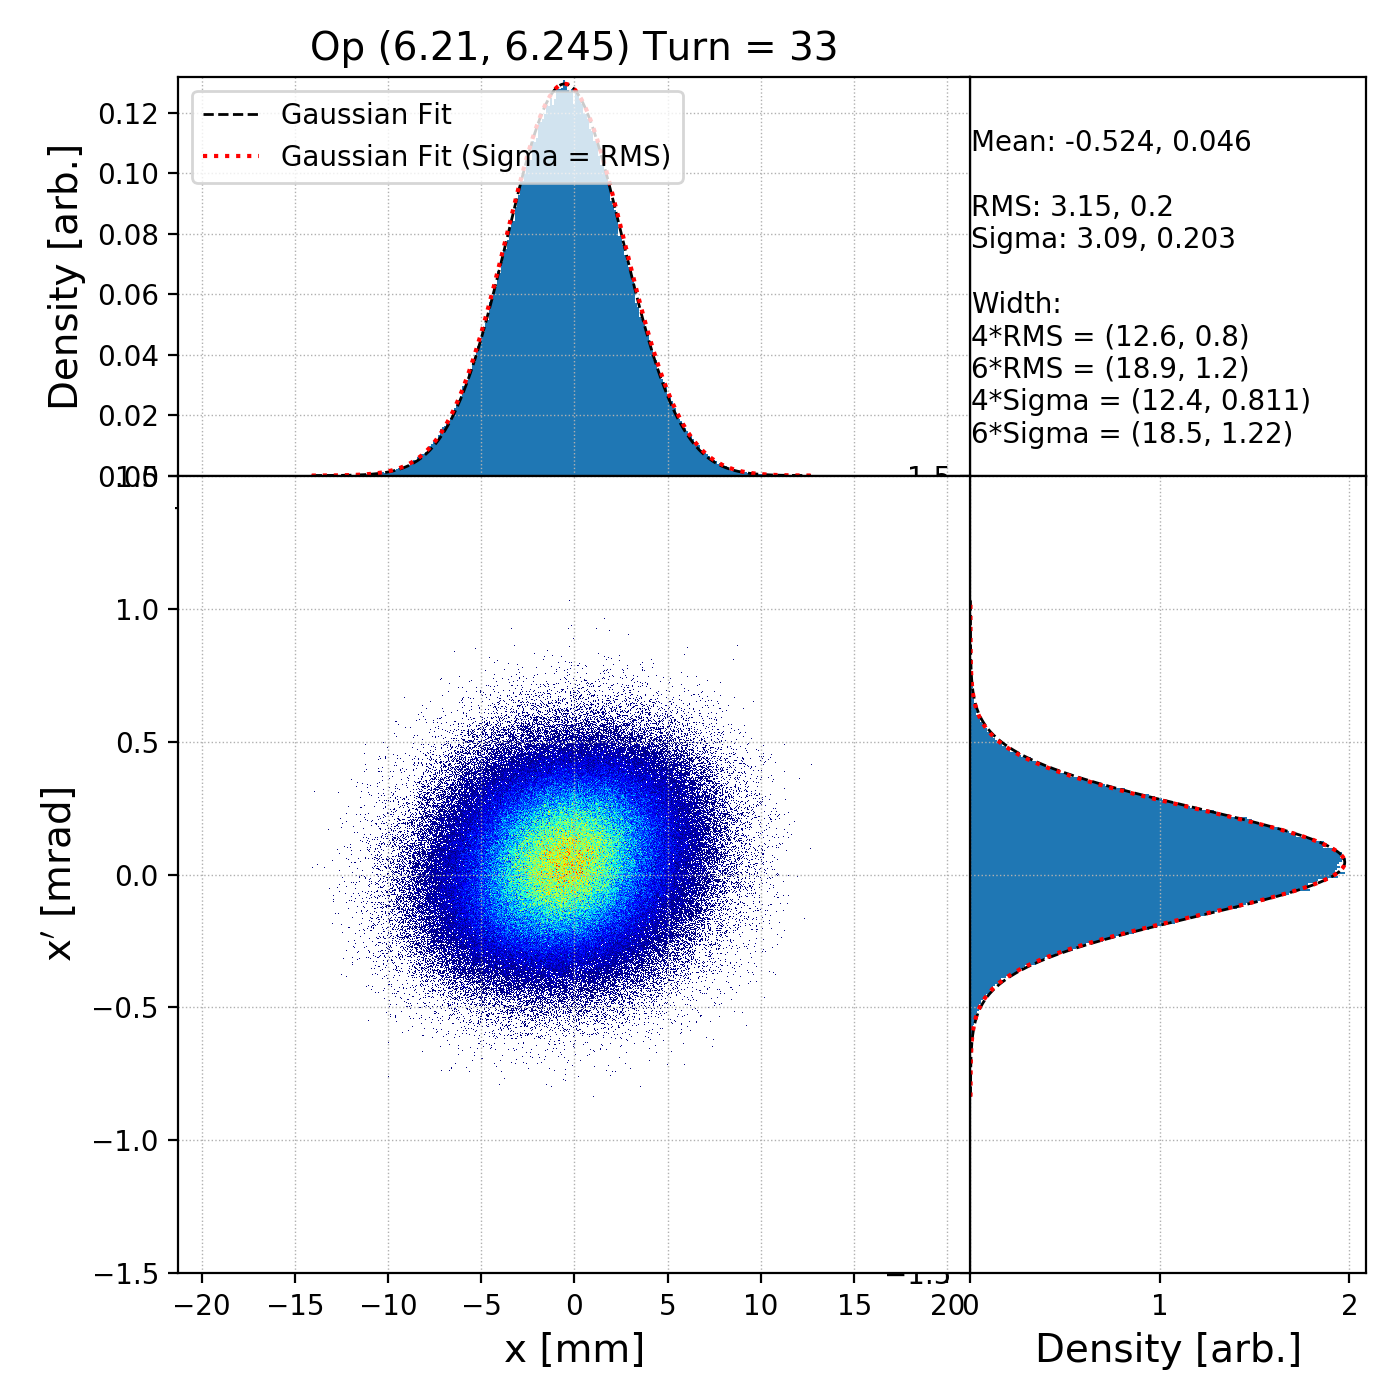 Op (6.21, 6.245) Turn = 33
Gaussian Fit
Gaussian Fit (Sigma = RMS)
Density [arb.]
0.12
0.10
0.08
0.06
0.04
0.02
Mean: -0.524, 0.046
RMS: 3.15, 0.2
Sigma: 3.09, 0.203
Width:
4*RMS = (12.6, 0.8)
6*RMS = (18.9, 1.2)
4*Sigma = (12.4, 0.811)
6*Sigma = (18.5, 1.22)
x′ [mrad]
1.0
0.5
0.0
−0.5
−1.0
−1.5
−20 −15 −10 −5 0 5 10 15 20
x [mm]
0 1 2
Density [arb.]